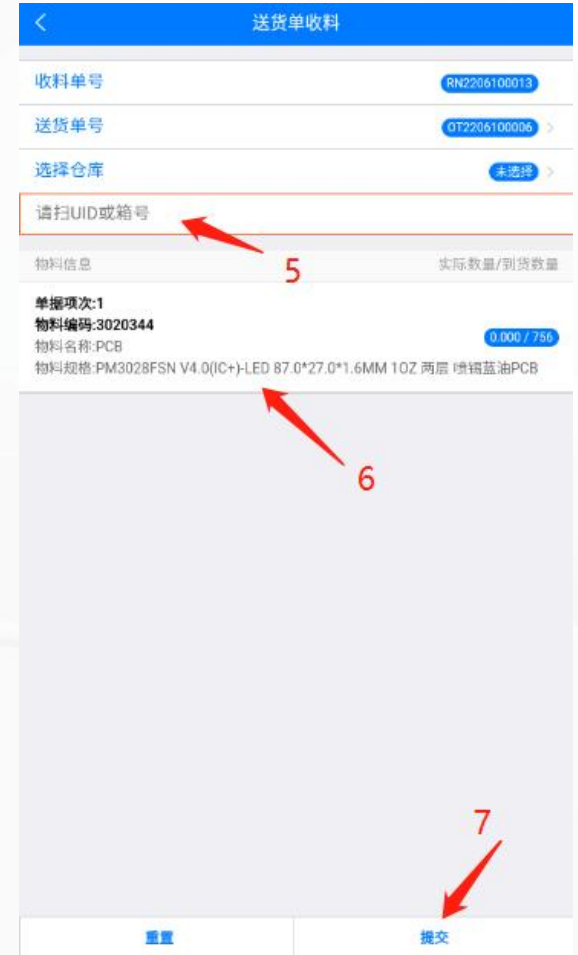 送货单收料
收料单号 RN2206100013
送货单号 OT2206100006
选择仓库 未选择
请扫UID或箱号
5
物料信息 实际数量/到货数量
单据项次:1
物料编码:3020344
物料名称:PCB 0.000 / 756
物料规格:PM3028FSN V4.0(IC+)-LED 87.0*27.0*1.6MM 1OZ 两层 喷锡蓝油PCB
6
7
重置 提交